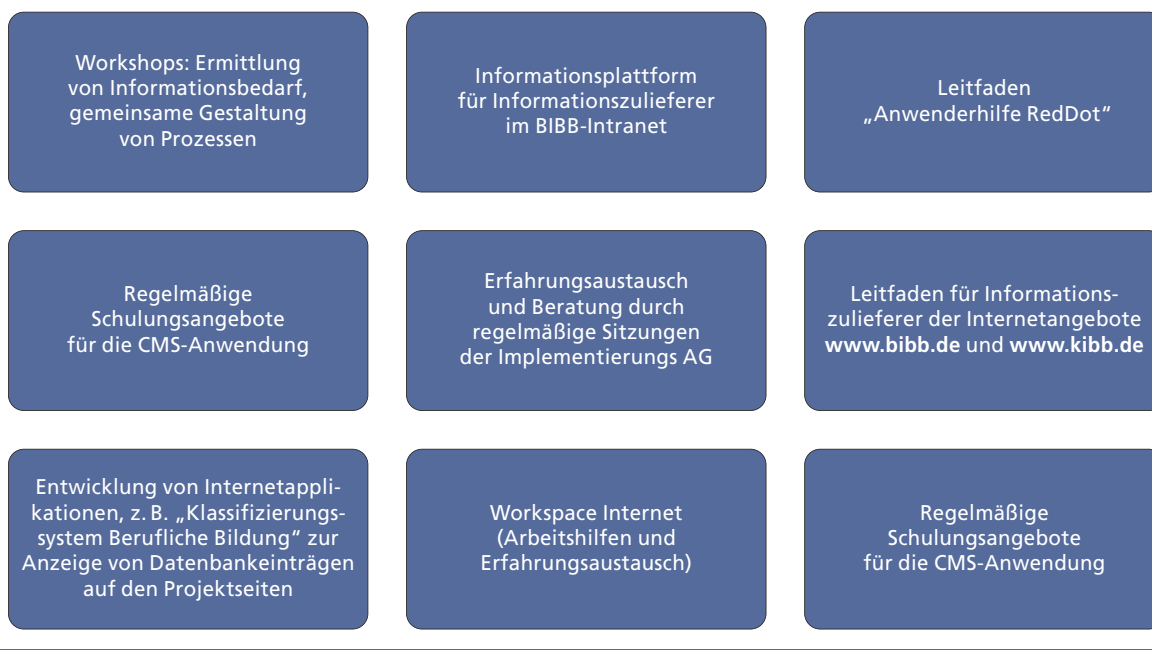 Workshops: Ermittlung
von Informationsbedarf,
gemeinsame Gestaltung
von Prozessen
Informationsplattform
für Informationszulieferer
im BIBB-Intranet
Leitfaden
„Anwenderhilfe RedDot“
Regelmäßige
Schulungsangebote
für die CMS-Anwendung
Erfahrungsaustausch
und Beratung durch
regelmäßige Sitzungen
der Implementierungs AG
Leitfaden für Informations-
zulieferer der Internetangebote
www.bibb.de und www.kibb.de
Entwicklung von Internetappli-
kationen, z. B. „Klassifizierungs-
system Berufliche Bildung“ zur
Anzeige von Datenbankeinträgen
auf den Projektseiten
Workspace Internet
(Arbeitshilfen und
Erfahrungsaustausch)
Regelmäßige
Schulungsangebote
für die CMS-Anwendung